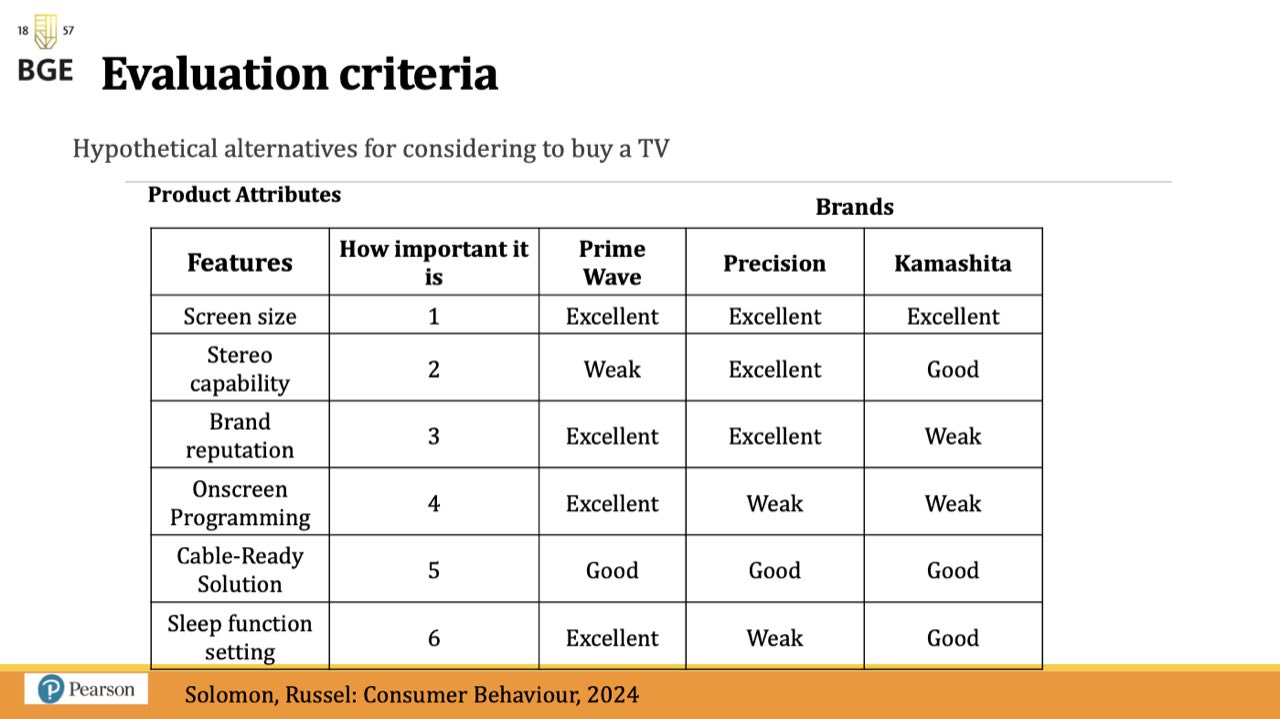 18 57
BGE
Evaluation criteria
Hypothetical alternatives for considering to buy a TV
Product Attributes
Brands
Features How important it is Prime Wave Precision Kamashita
Screen size 1 Excellent Excellent Excellent
Stereo capability 2 Weak Excellent Good
Brand reputation 3 Excellent Excellent Weak
Onscreen Programming 4 Excellent Weak Weak
Cable-Ready Solution 5 Good Good Good
Sleep function setting 6 Excellent Weak Good
Pearson
Solomon, Russel: Consumer Behaviour, 2024